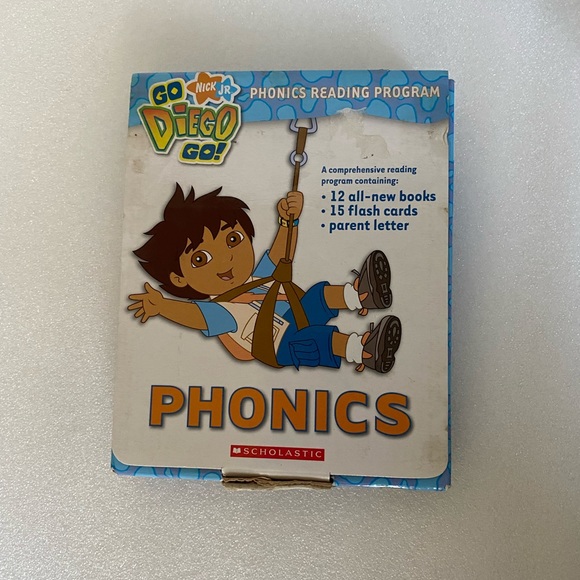 GO
NICK JR
DIEGO
GO!
PHONICS READING PROGRAM
A comprehensive reading
program containing:
• 12 all-new books
• 15 flash cards
• parent letter
PHONICS
SCHOLASTIC